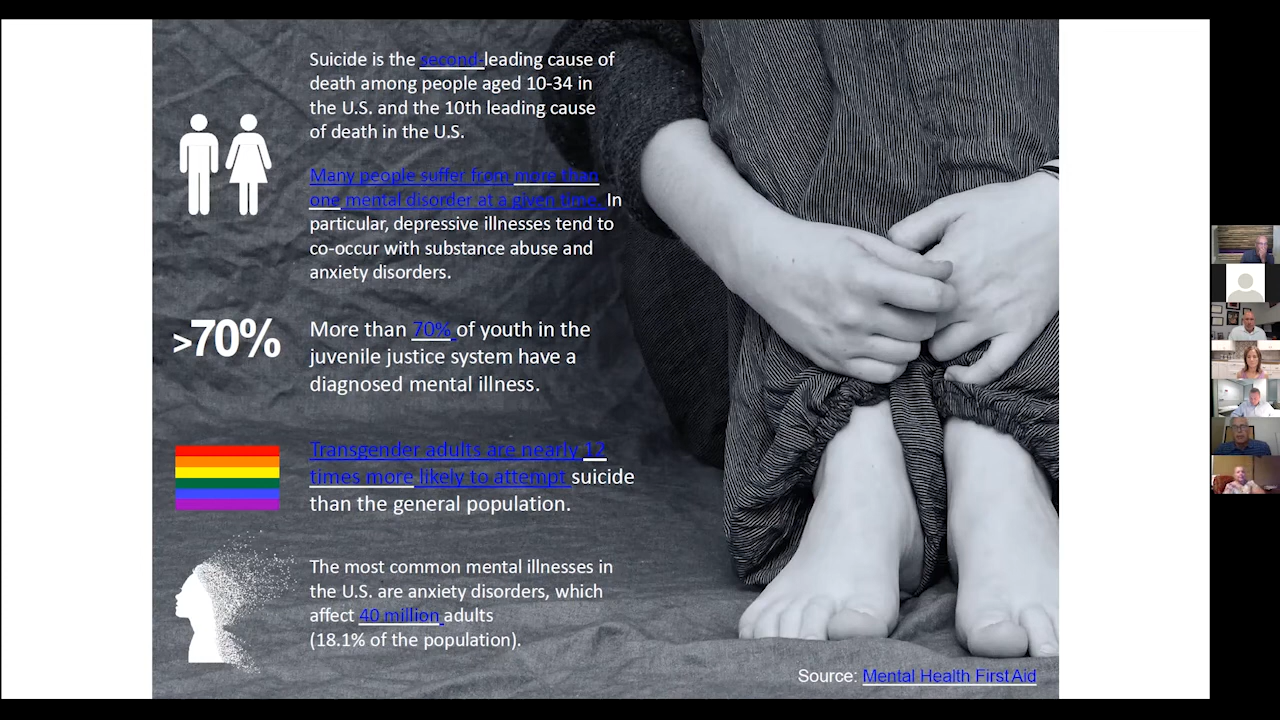 Suicide is the second-leading cause of
death among people aged 10-34 in
the U.S. and the 10th leading cause
of death in the U.S.
Many people suffer from more than
one mental disorder at a given time. In
particular, depressive illnesses tend to
co-occur with substance abuse and
anxiety disorders.
>70%
More than 70% of youth in the
juvenile justice system have a
diagnosed mental illness.
Transgender adults are nearly 12
times more likely to attempt suicide
than the general population.
The most common mental illnesses in
the U.S. are anxiety disorders, which
affect 40 million adults
(18.1% of the population).
Source: Mental Health First Aid